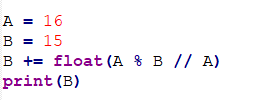 A = 16
B = 15
B += float(A % B // A)
print(B)